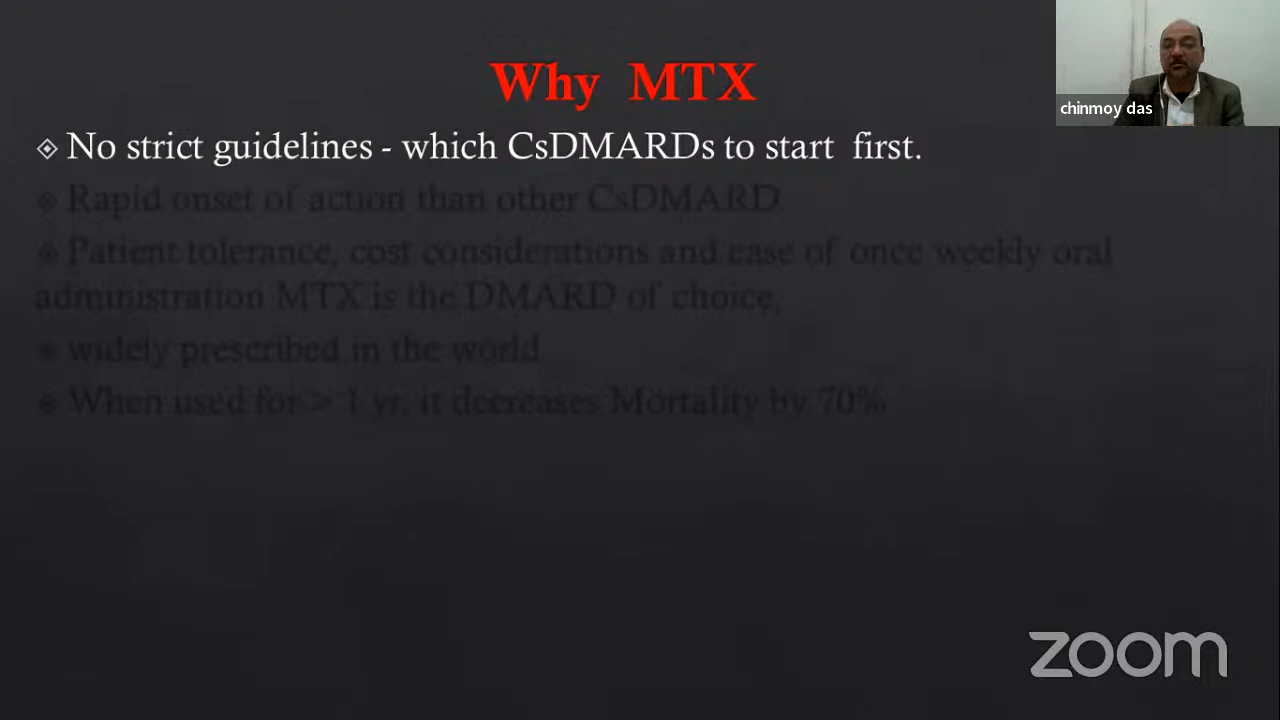 Why MTX
chinmoy das
No strict guidelines - which CsDMARDs to start first.
Rapid onset of action than other CsDMARD
Patient tolerance, cost considerations and ease of once weekly oral
administration MTX is the DMARD of choice,
widely prescribed in the world
When used for > 1 yr, it decreases Mortality by 70%
zoom